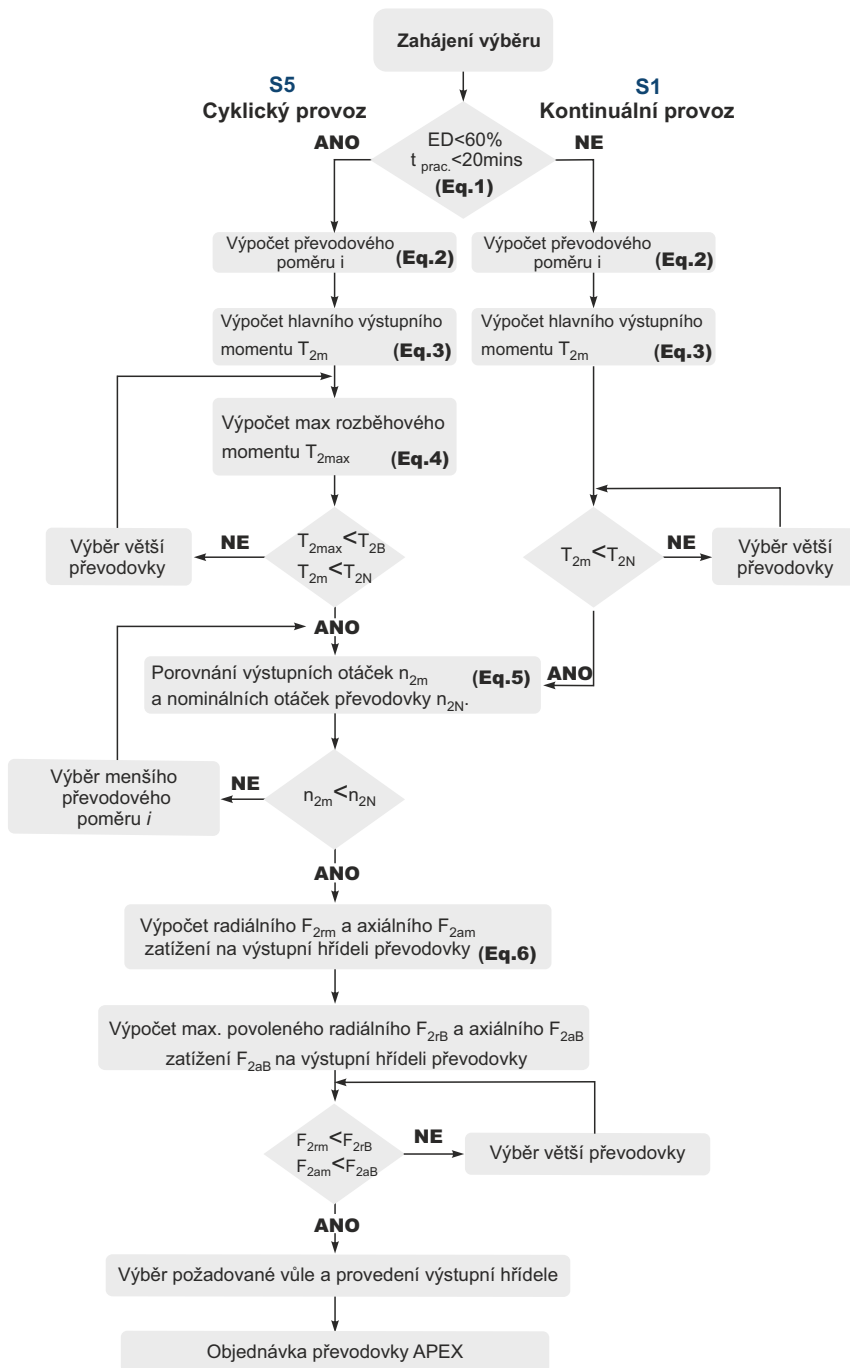 Zahájení výběru
S5
Cyklický provoz
S1
Kontinuální provoz
ANO
ED<60%
t prac.<20mins
(Eq.1)
NE
Výpočet převodového
poměru i (Eq.2)
Výpočet převodového
poměru i (Eq.2)
Výpočet hlavního výstupního
momentu T2m (Eq.3)
Výpočet hlavního výstupního
momentu T2m (Eq.3)
Výpočet max rozběhového
momentu T2max (Eq.4)
Výběr větší
převodovky
NE
T2max<T2B
T2m<T2N
T2m<T2N
NE
Výběr větší
převodovky
ANO
Porovnání výstupních otáček n2m (Eq.5)
a nominálních otáček převodovky n2N.
ANO
Výběr menšího
převodového
poměru i
NE
n2m<n2N
ANO
Výpočet radiálního F2rm a axiálního F2am
zatížení na výstupní hřídeli převodovky (Eq.6)
Výpočet max. povoleného radiálního F2rB a axiálního F2aB
zatížení F2aB na výstupní hřídeli převodovky
F2rm<F2rB
F2am<F2aB
NE
Výběr větší převodovky
ANO
Výběr požadované vůle a provedení výstupní hřídele
Objednávka převodovky APEX